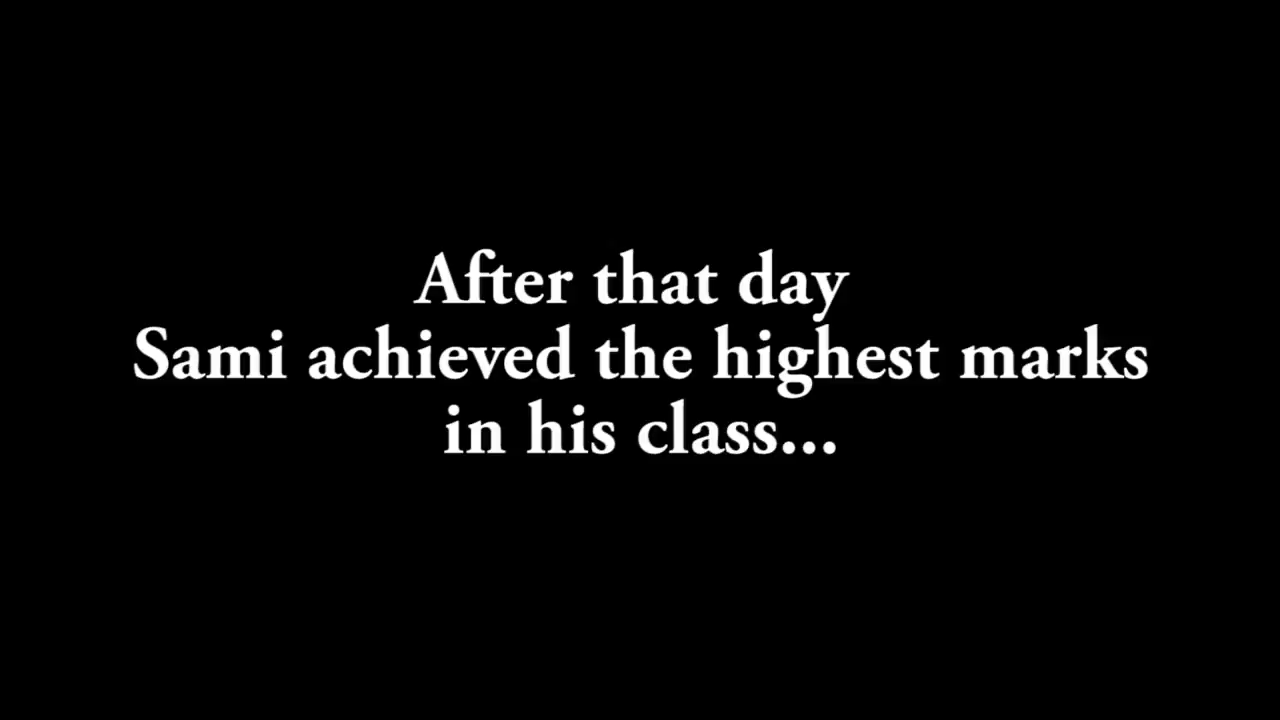 After that day
Sami achieved the highest marks
in his class...